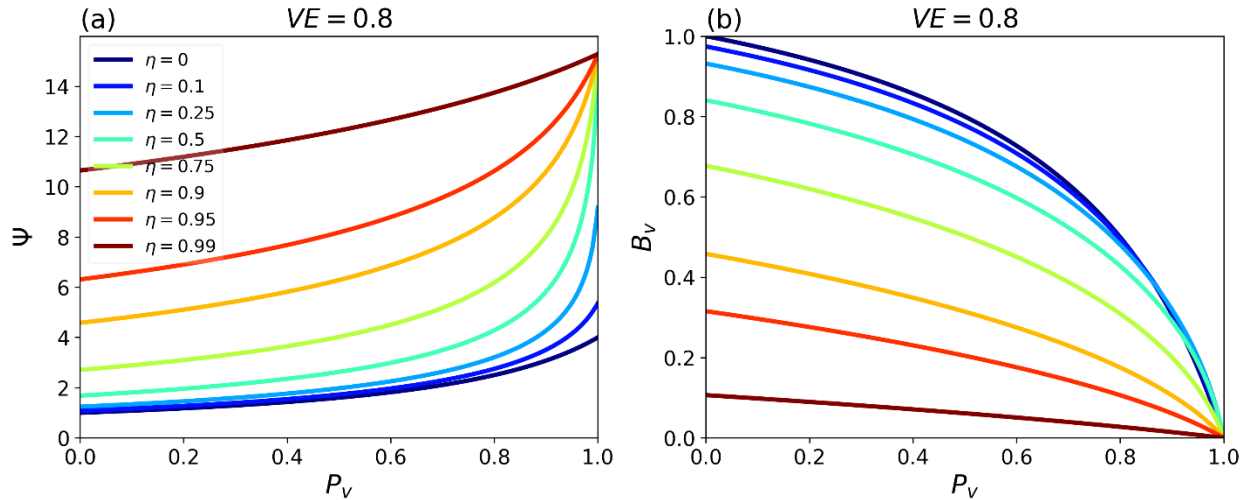 (a)
VE = 0.8
14
12
10
8
6
4
2
0
Ψ
η = 0
η = 0.1
η = 0.25
η = 0.5
η = 0.75
η = 0.9
η = 0.95
η = 0.99
0.0 0.2 0.4 0.6 0.8 1.0
P_v
(b)
VE = 0.8
1.0
0.8
0.6
0.4
0.2
0.0
B_v
0.0 0.2 0.4 0.6 0.8 1.0
P_v